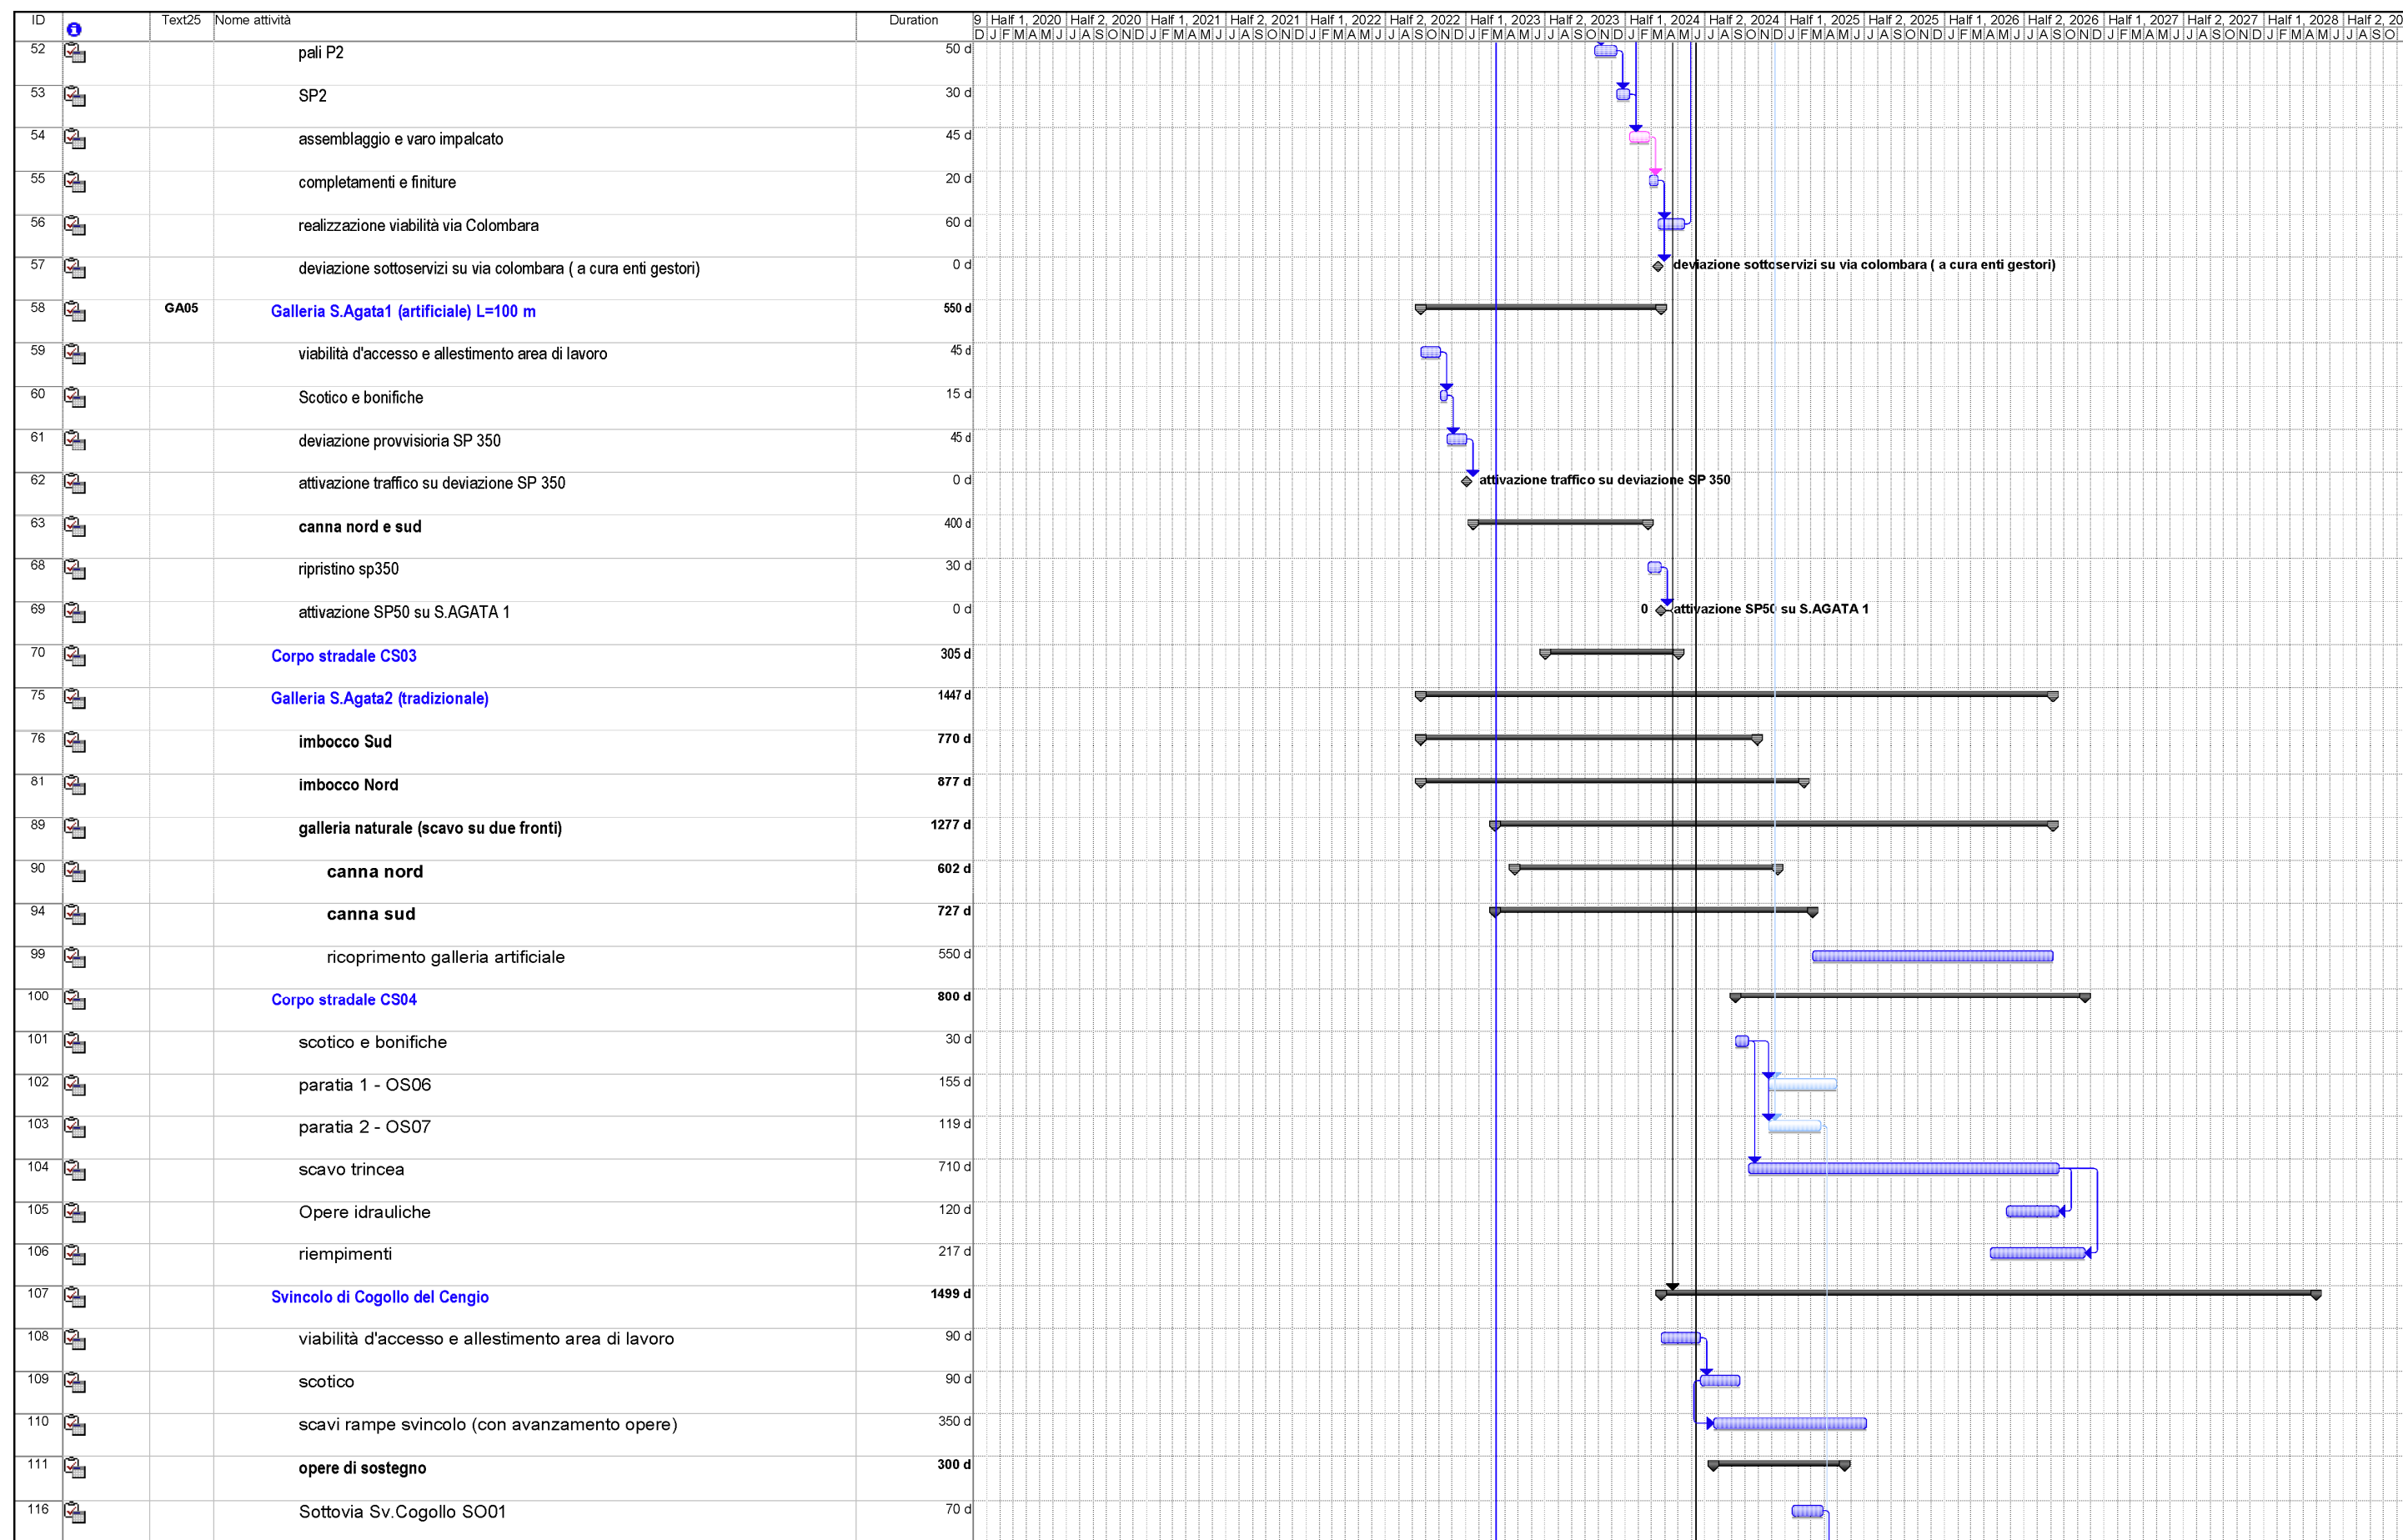 ID Text25 Nome attività Duration 9 Half 1, 2020 Half 2, 2020 Half 1, 2021 Half 2, 2021 Half 1, 2022 Half 2, 2022 Half 1, 2023 Half 2, 2023 Half 1, 2024 Half 2, 2024 Half 1, 2025 Half 2, 2025 Half 1, 2026 Half 2, 2026 Half 1, 2027 Half 2, 2027 Half 1, 2028 Half 2, 20
D J F M A M J J A S O N D J F M A M J J A S O N D J F M A M J J A S O N D J F M A M J J A S O N D J F M A M J J A S O N D J F M A M J J A S O N D J F M A M J J A S O N D J F M A M J J A S O N D J F M A M J J A S O
52 pali P2 50 d
53 SP2 30 d
54 assemblaggio e varo impalcato 45 d
55 completamenti e finiture 20 d
56 realizzazione viabilità via Colombara 60 d
57 deviazione sottoservizi su via colombara ( a cura enti gestori) 0 d deviazione sottoservizi su via colombara ( a cura enti gestori)
58 GA05 Galleria S.Agata1 (artificiale) L=100 m 550 d
59 viabilità d'accesso e allestimento area di lavoro 45 d
60 Scotico e bonifiche 15 d
61 deviazione provvisioria SP 350 45 d
62 attivazione traffico su deviazione SP 350 0 d attivazione traffico su deviazione SP 350
63 canna nord e sud 400 d
68 ripristino sp350 30 d
69 attivazione SP50 su S.AGATA 1 0 d 0 attivazione SP50 su S.AGATA 1
70 Corpo stradale CS03 305 d
75 Galleria S.Agata2 (tradizionale) 1447 d
76 imbocco Sud 770 d
81 imbocco Nord 877 d
89 galleria naturale (scavo su due fronti) 1277 d
90 canna nord 602 d
94 canna sud 727 d
99 ricoprimento galleria artificiale 550 d
100 Corpo stradale CS04 800 d
101 scotico e bonifiche 30 d
102 paratia 1 - OS06 155 d
103 paratia 2 - OS07 119 d
104 scavo trincea 710 d
105 Opere idrauliche 120 d
106 riempimenti 217 d
107 Svincolo di Cogollo del Cengio 1499 d
108 viabilità d'accesso e allestimento area di lavoro 90 d
109 scotico 90 d
110 scavi rampe svincolo (con avanzamento opere) 350 d
111 opere di sostegno 300 d
116 Sottovia Sv.Cogollo SO01 70 d